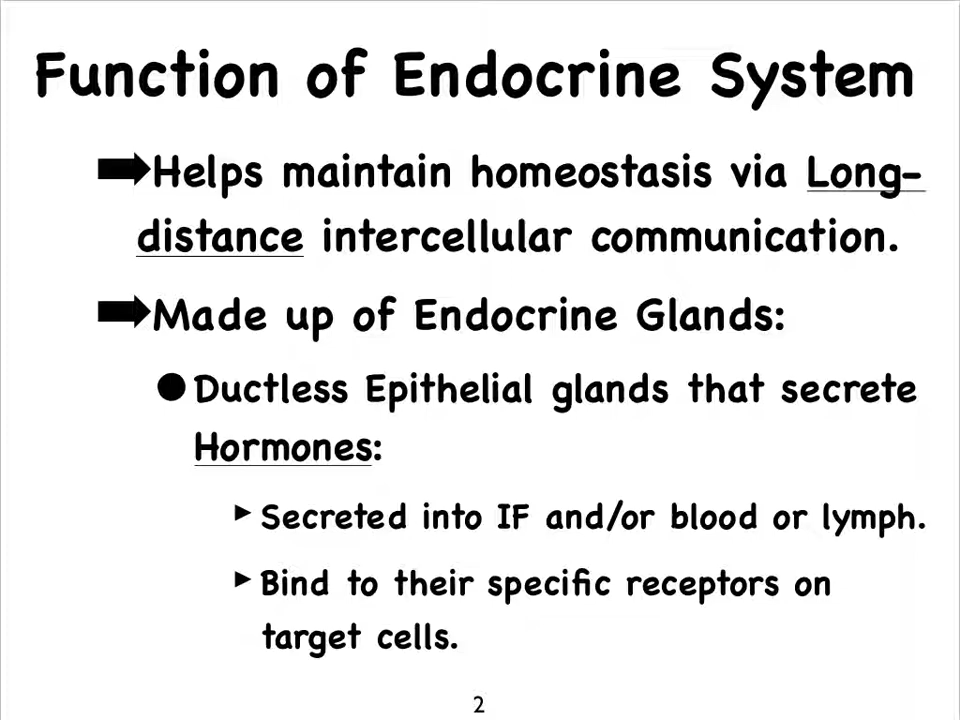 Function of Endocrine System
➡Helps maintain homeostasis via Long-
distance intercellular communication.
➡Made up of Endocrine Glands:
●Ductless Epithelial glands that secrete
Hormones:
▸Secreted into IF and/or blood or lymph.
▸Bind to their specific receptors on
target cells.
2